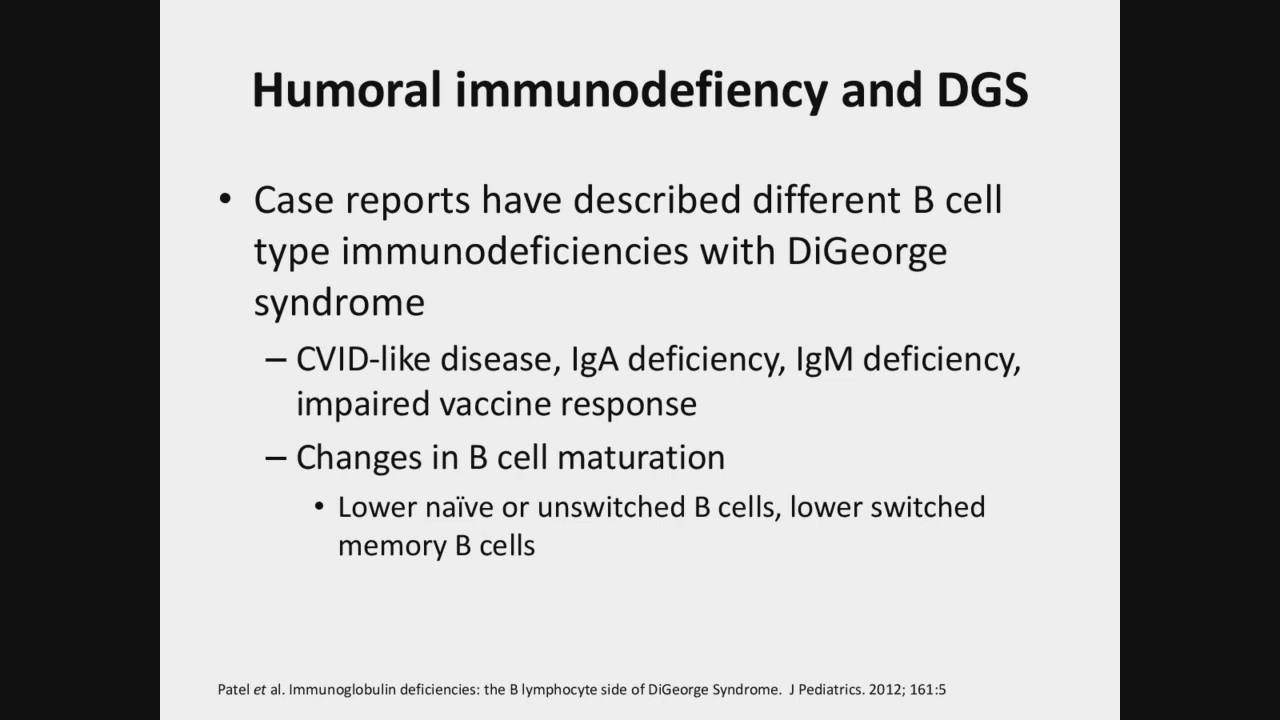 Humoral immunodefiency and DGS
• Case reports have described different B cell
type immunodeficiencies with DiGeorge
syndrome
– CVID-like disease, IgA deficiency, IgM deficiency,
impaired vaccine response
– Changes in B cell maturation
• Lower naïve or unswitched B cells, lower switched
memory B cells
Patel et al. Immunoglobulin deficiencies: the B lymphocyte side of DiGeorge Syndrome.  J Pediatrics. 2012; 161:5